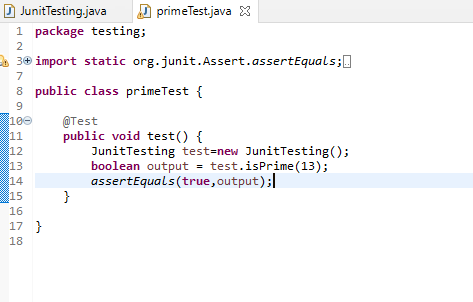 JunitTesting.java primeTest.java
1 package testing;
2
3 import static org.junit.Assert.assertEquals;
7
8 public class primeTest {
9
10 @Test
11 public void test() {
12 JunitTesting test=new JunitTesting();
13 boolean output = test.isPrime(13);
14 assertEquals(true,output);
15 }
16
17 }
18